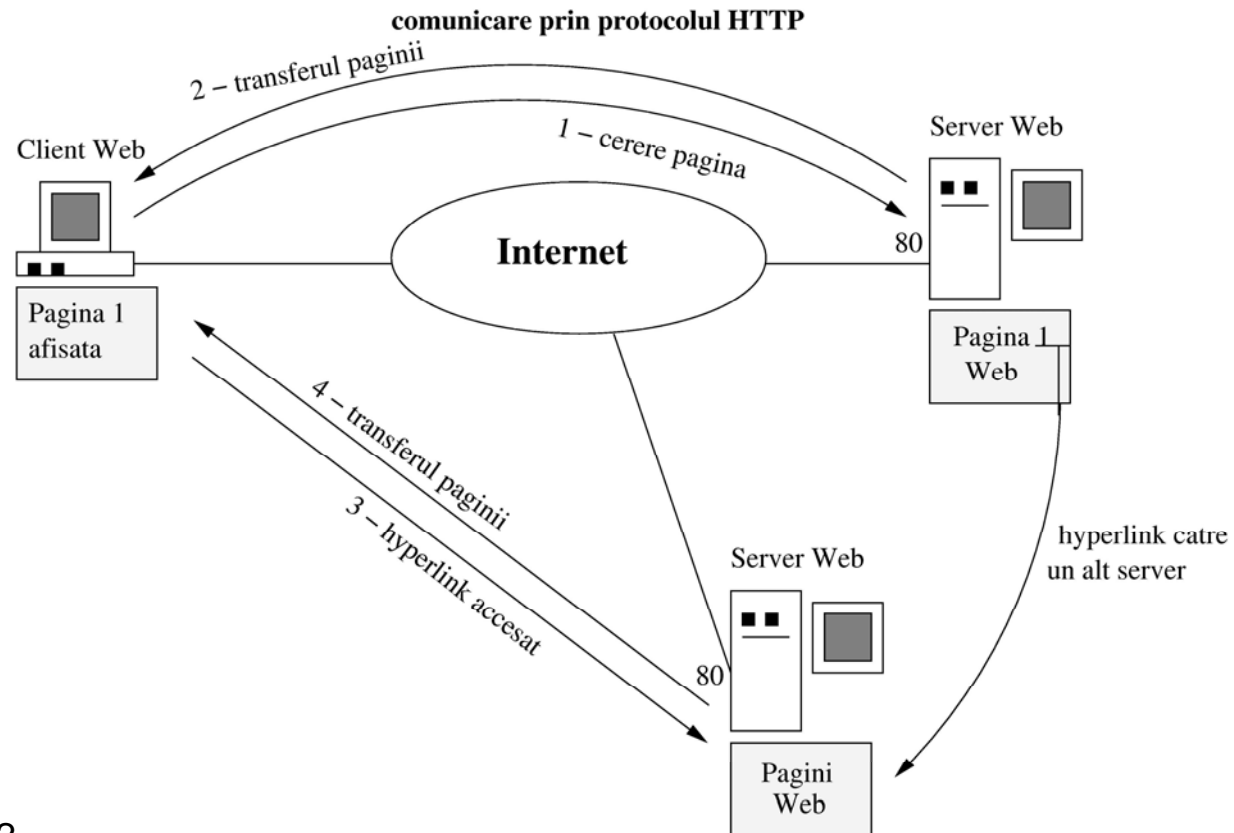 comunicare prin protocolul HTTP
2 – transferul paginii
1 – cerere pagina
Client Web
Server Web
80
Internet
Pagina 1
afisata
Pagina 1
Web
4 – transferul paginii
3 – hyperlink accesat
hyperlink catre
un alt server
Server Web
80
Pagini
Web